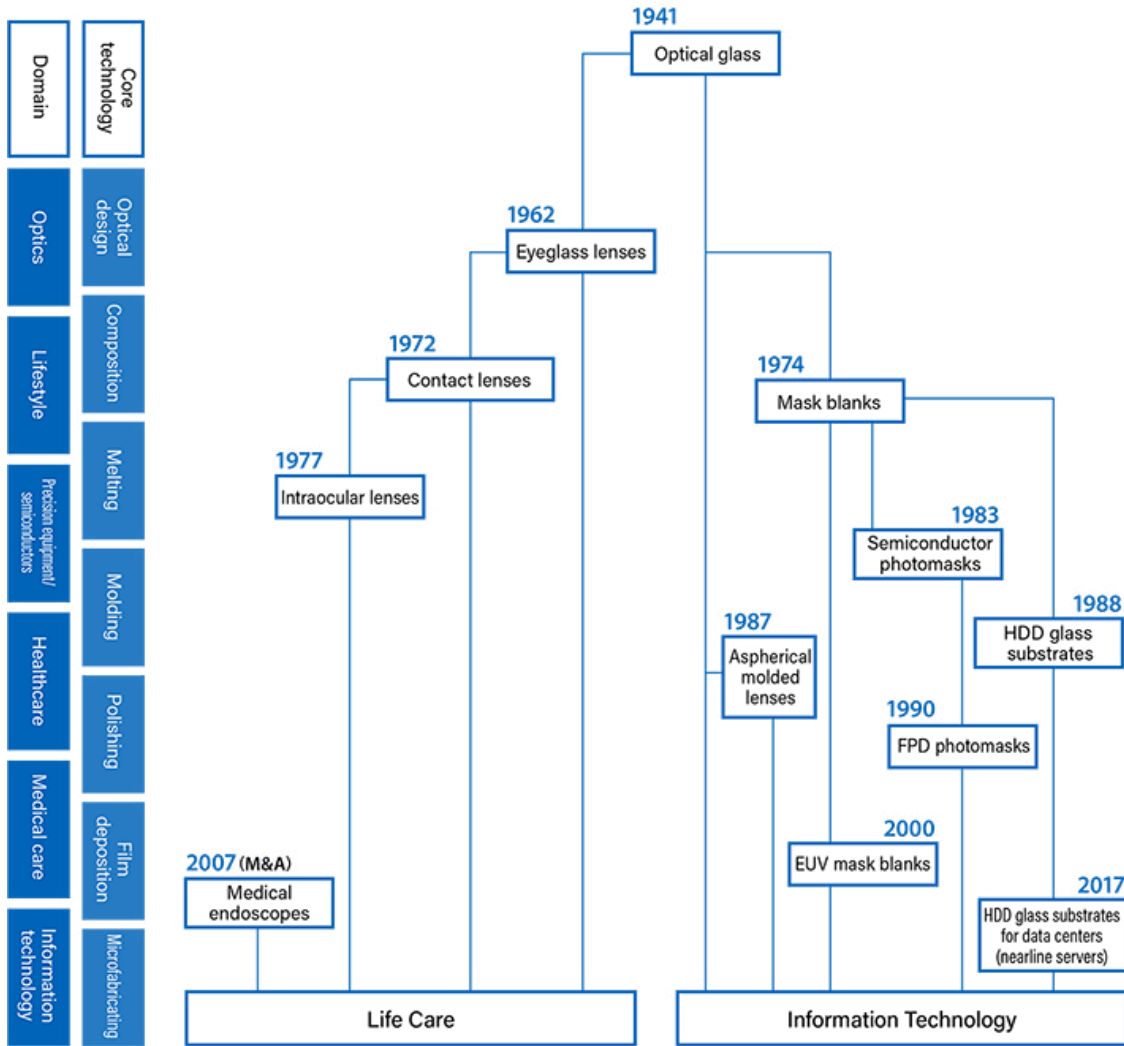 Domain
Optics
Lifestyle
Precision equipment/
semiconductors
Healthcare
Medical care
Information
technology
Core
technology
Optical
design
Composition
Melting
Molding
Polishing
Film
deposition
Microfabricating
1941
Optical glass
1962
Eyeglass lenses
1972
Contact lenses
1974
Mask blanks
1977
Intraocular lenses
1983
Semiconductor
photomasks
1987
Aspherical
molded
lenses
1988
HDD glass
substrates
1990
FPD photomasks
2000
EUV mask blanks
2007 (M&A)
Medical
endoscopes
2017
HDD glass substrates
for data centers
(nearline servers)
Life Care
Information Technology